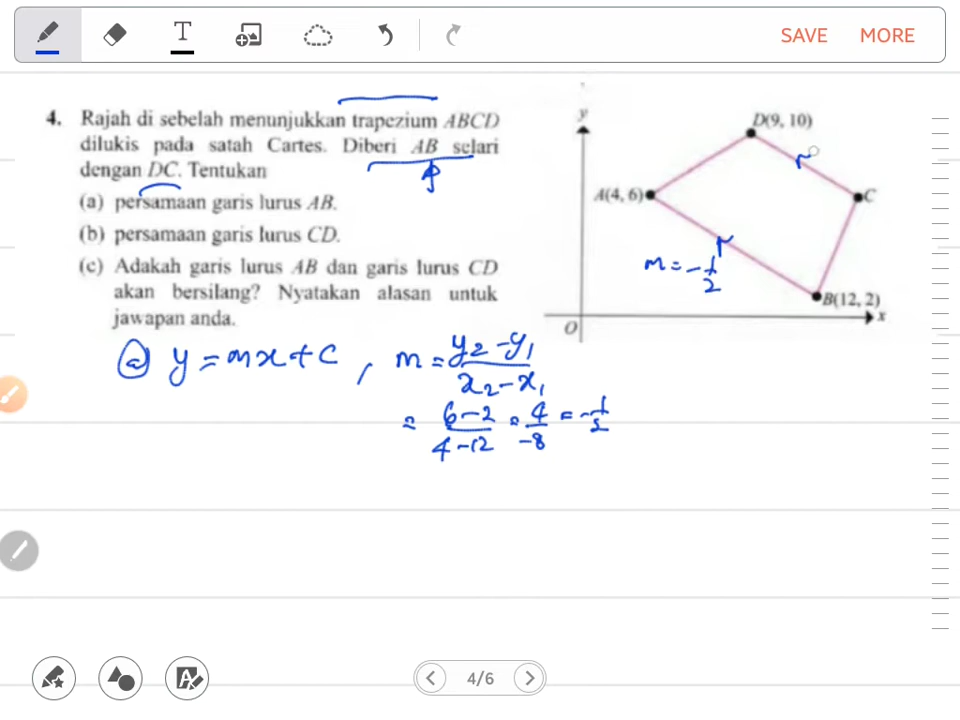 T
SAVE MORE
4. Rajah di sebelah menunjukkan trapezium ABCD
dilukis pada satah Cartes. Diberi AB selari
dengan DC. Tentukan
(a) persamaan garis lurus AB.
(b) persamaan garis lurus CD.
(c) Adakah garis lurus AB dan garis lurus CD
akan bersilang? Nyatakan alasan untuk
jawapan anda.
y
D(9, 10)
A(4, 6)
C
m = -1/2
B(12, 2)
O
x
(a) y = mx + c , m = y2 - y1 / x2 - x1
= 6-2 / 4-12 = 4 / -8 = -1/2
4/6